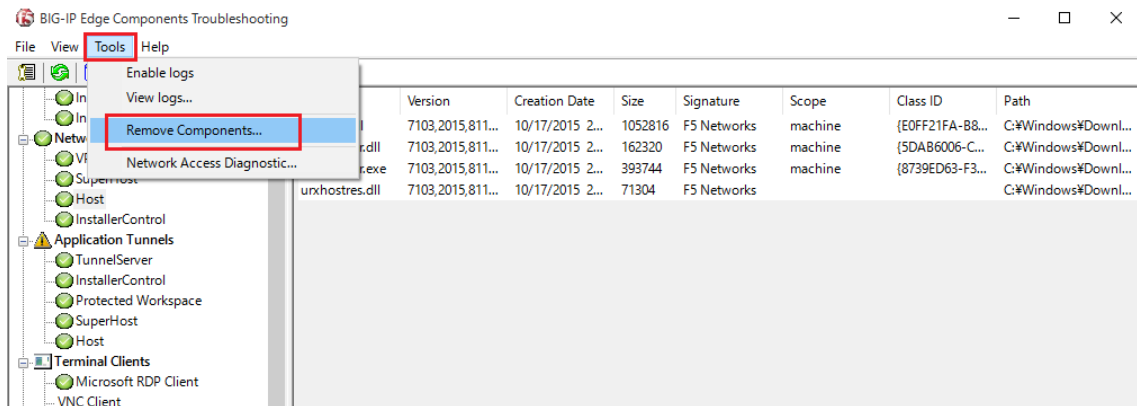 BIG-IP Edge Components Troubleshooting
File View Tools Help
Enable logs
View logs...
Remove Components...
Network Access Diagnostic...
Version Creation Date Size Signature Scope Class ID Path
7103,2015,811... 10/17/2015 2... 1052816 F5 Networks machine {E0FF21FA-B8... C:¥Windows¥Downl...
.dll 7103,2015,811... 10/17/2015 2... 162320 F5 Networks machine {5DAB6006-C... C:¥Windows¥Downl...
.exe 7103,2015,811... 10/17/2015 2... 393744 F5 Networks machine {8739ED63-F3... C:¥Windows¥Downl...
urxhostres.dll 7103,2015,811... 10/17/2015 2... 71304 F5 Networks C:¥Windows¥Downl...
In
In
Netw
VP
SuperHost
Host
InstallerControl
Application Tunnels
TunnelServer
InstallerControl
Protected Workspace
SuperHost
Host
Terminal Clients
Microsoft RDP Client
VNC Client